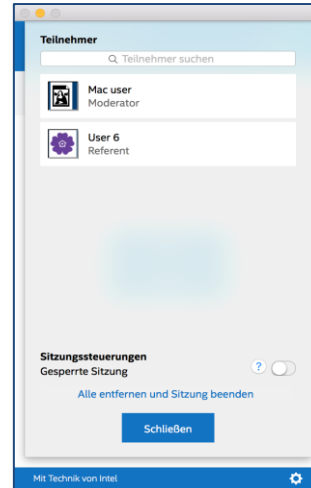 Teilnehmer
Teilnehmer suchen
Mac user
Moderator
User 6
Referent
Sitzungssteuerungen
Gesperrte Sitzung
?
Alle entfernen und Sitzung beenden
Schließen
Mit Technik von Intel